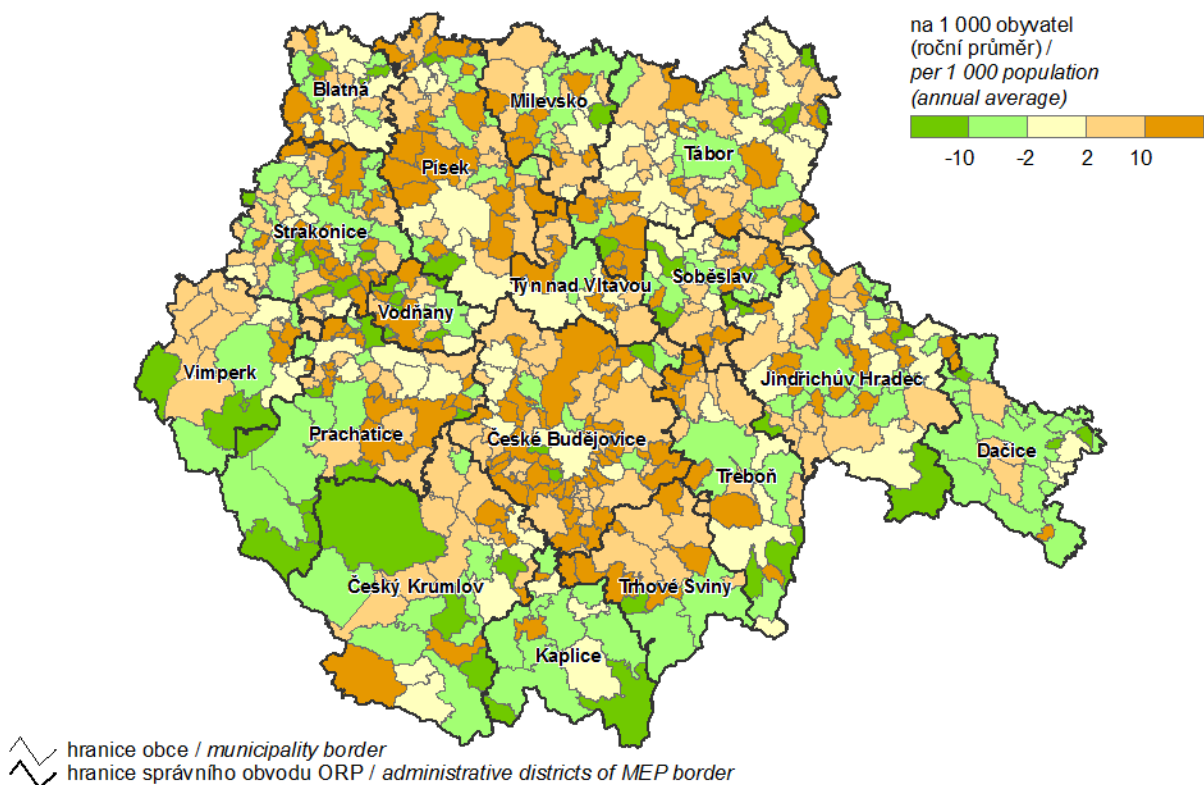 na 1 000 obyvatel
(roční průměr) /
per 1 000 population
(annual average)
-10 -2 2 10
Blatná
Milevsko
Tábor
Písek
Strakonice
Soběslav
Týn nad Vltavou
Vodňany
Vimperk
Jindřichův Hradec
Prachatice
České Budějovice
Dačice
Třeboň
Český Krumlov
Trhové Sviny
Kaplice
hranice obce / municipality border
hranice správního obvodu ORP / administrative districts of MEP border